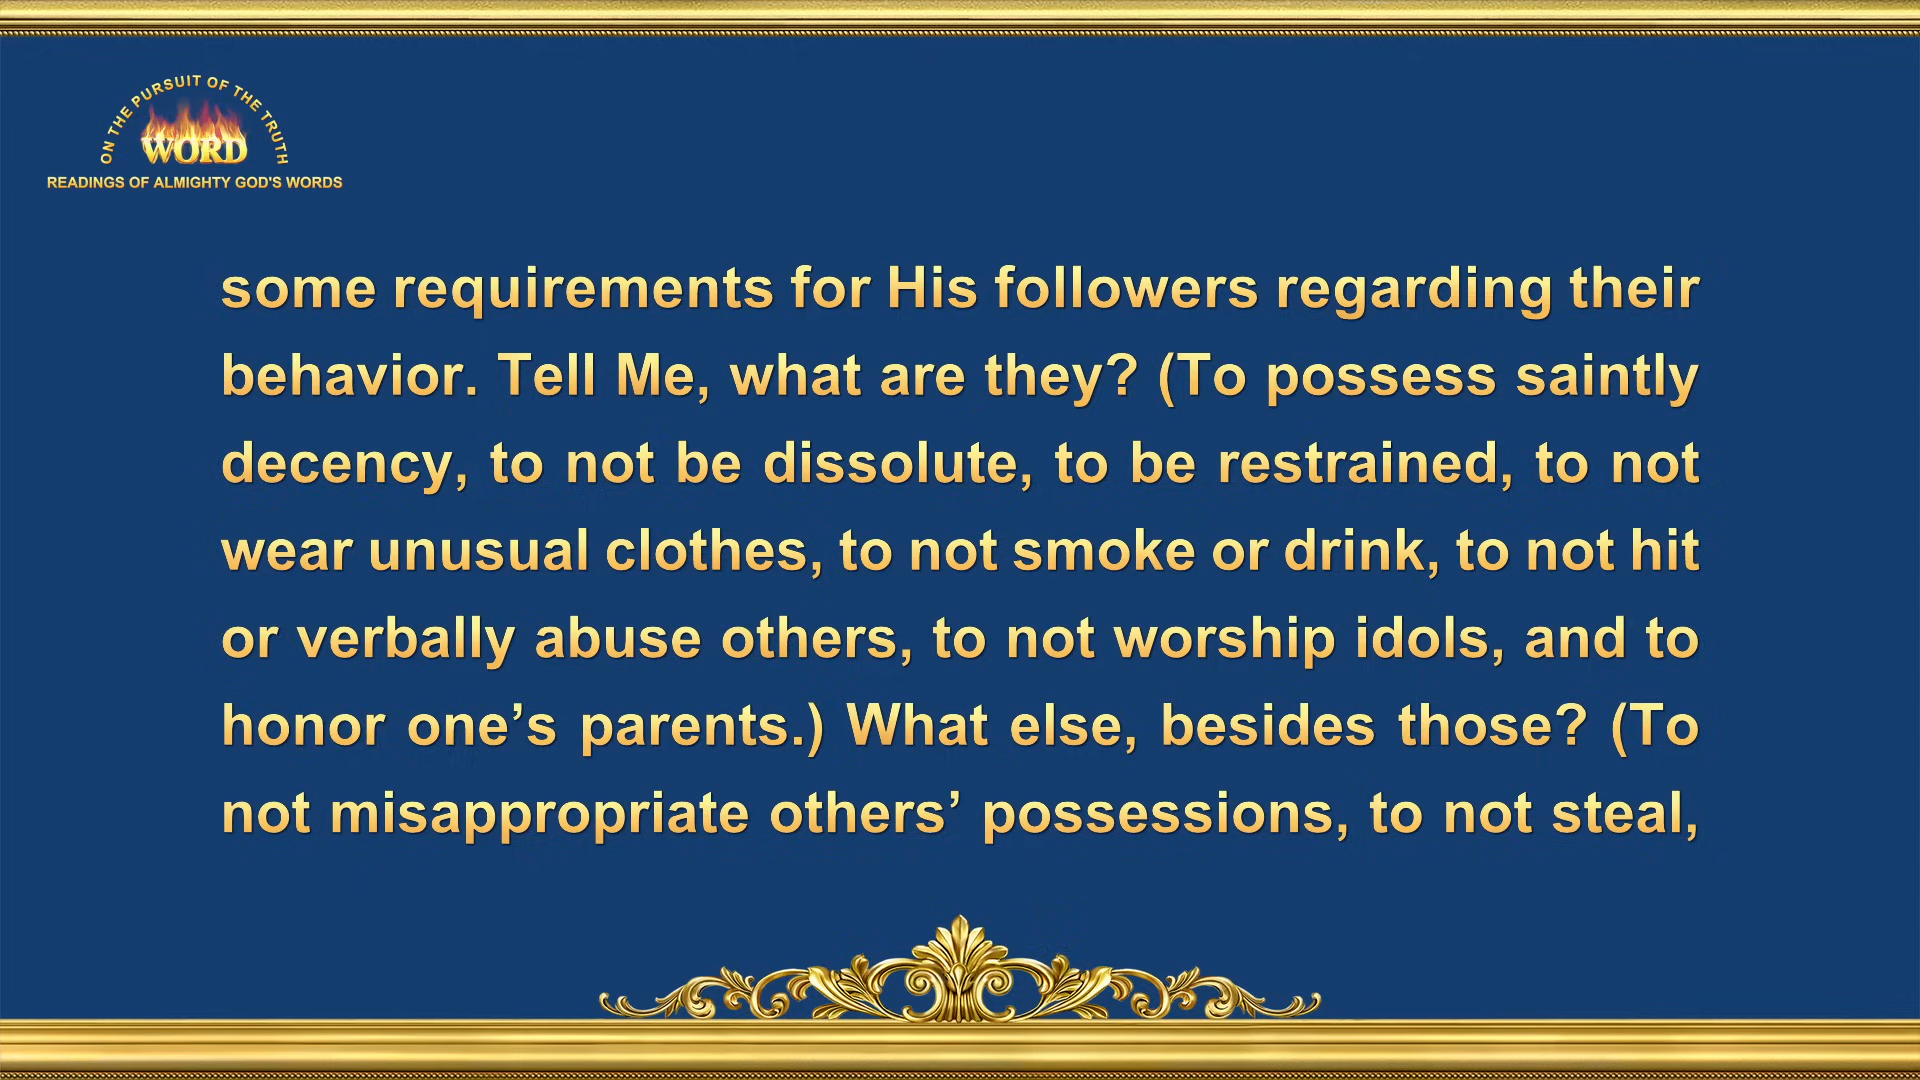 ON THE PURSUIT OF THE TRUTH
WORD
READINGS OF ALMIGHTY GOD'S WORDS
some requirements for His followers regarding their
behavior. Tell Me, what are they? (To possess saintly
decency, to not be dissolute, to be restrained, to not
wear unusual clothes, to not smoke or drink, to not hit
or verbally abuse others, to not worship idols, and to
honor one’s parents.) What else, besides those? (To
not misappropriate others’ possessions, to not steal,